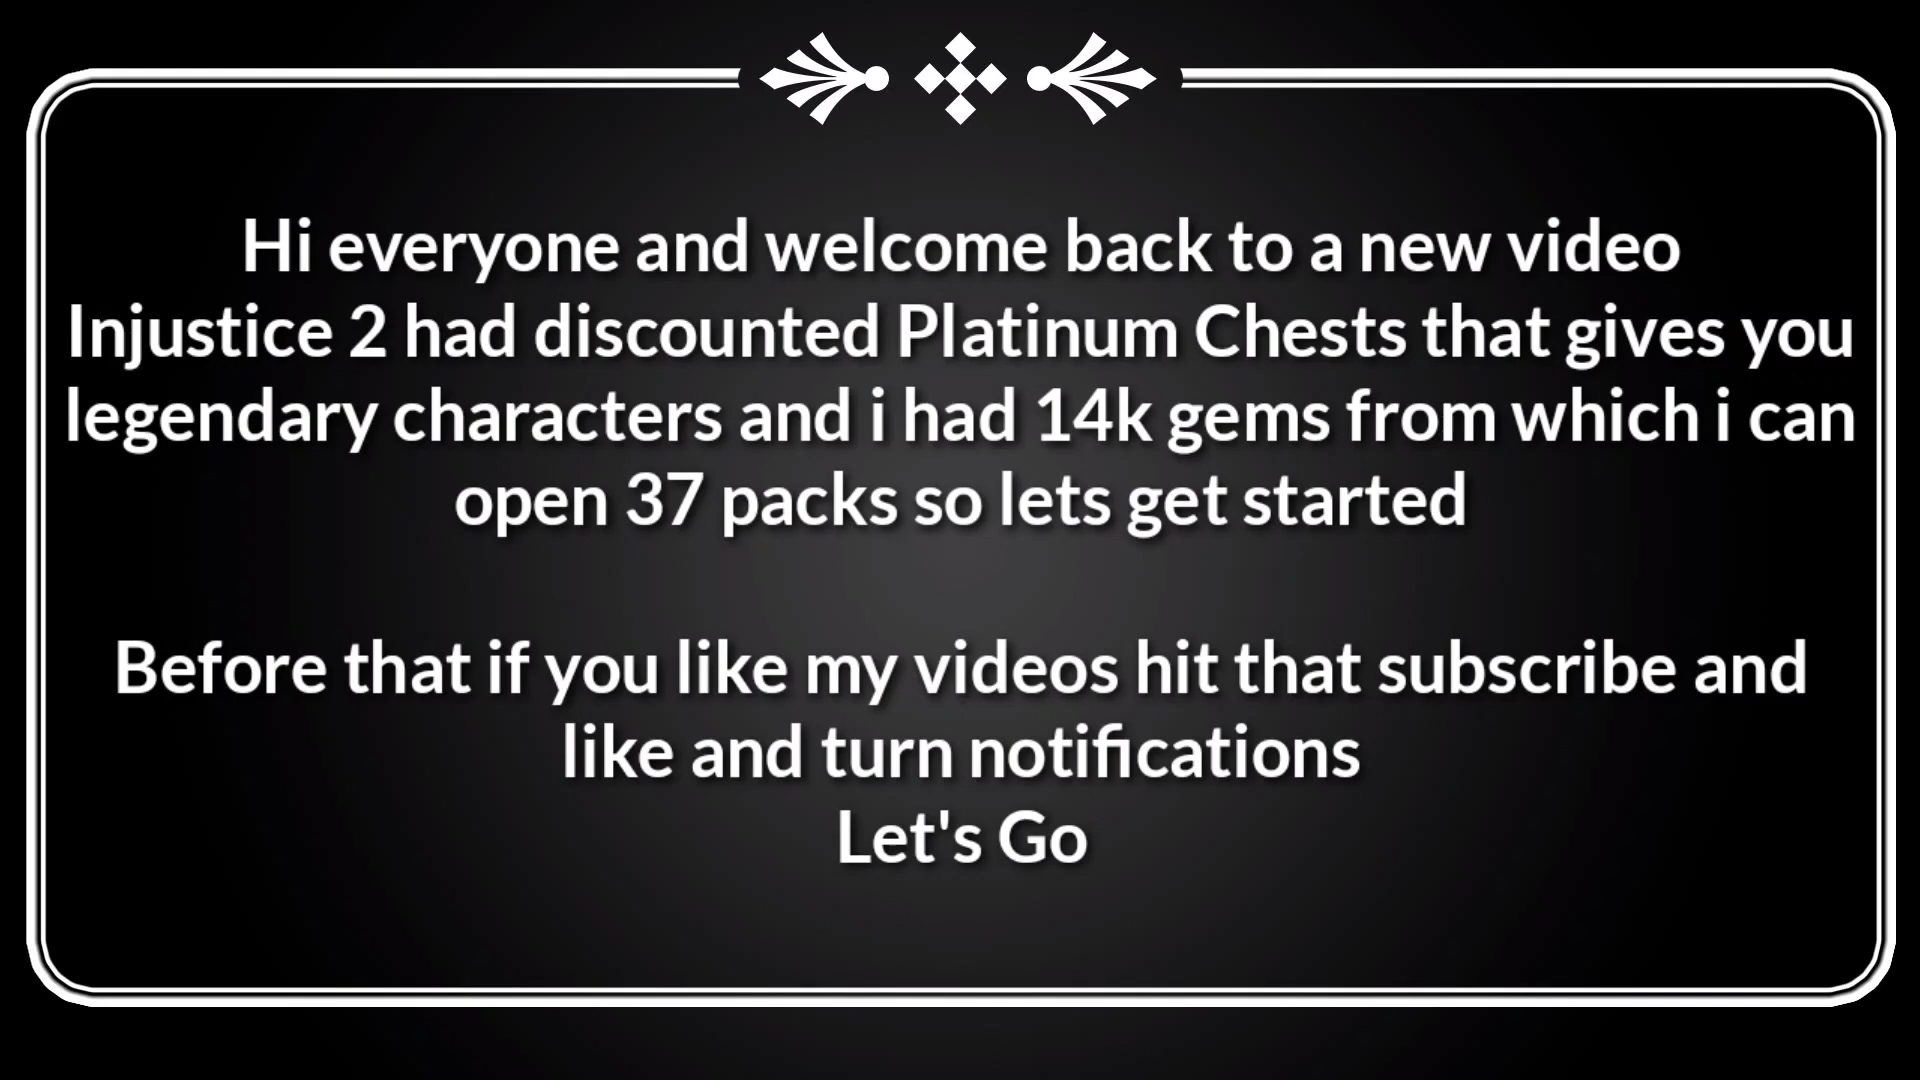 Hi everyone and welcome back to a new video
Injustice 2 had discounted Platinum Chests that gives you
legendary characters and i had 14k gems from which i can
open 37 packs so lets get started
Before that if you like my videos hit that subscribe and
like and turn notifications
Let's Go